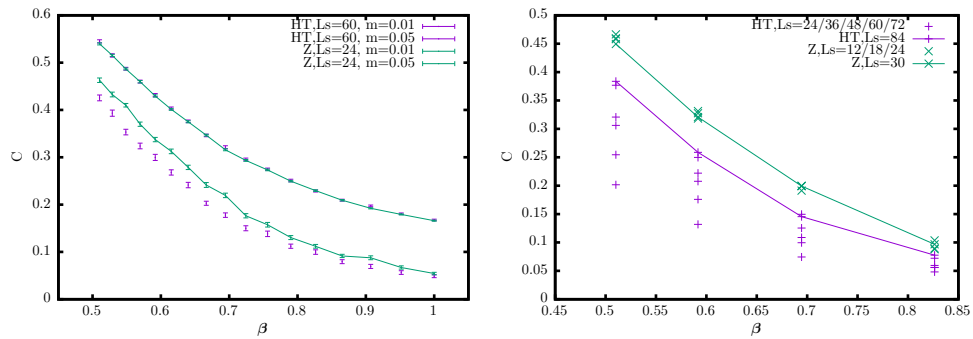 HT,Ls=60, m=0.01
HT,Ls=60, m=0.05
Z,Ls=24, m=0.01
Z,Ls=24, m=0.05
0.6
0.5
0.4
0.3
0.2
0.1
0
C
0.5 0.6 0.7 0.8 0.9 1
β
HT,Ls=24/36/48/60/72
HT,Ls=84
Z,Ls=12/18/24
Z,Ls=30
0.5
0.45
0.4
0.35
0.3
0.25
0.2
0.15
0.1
0.05
0
C
0.45 0.5 0.55 0.6 0.65 0.7 0.75 0.8 0.85
β